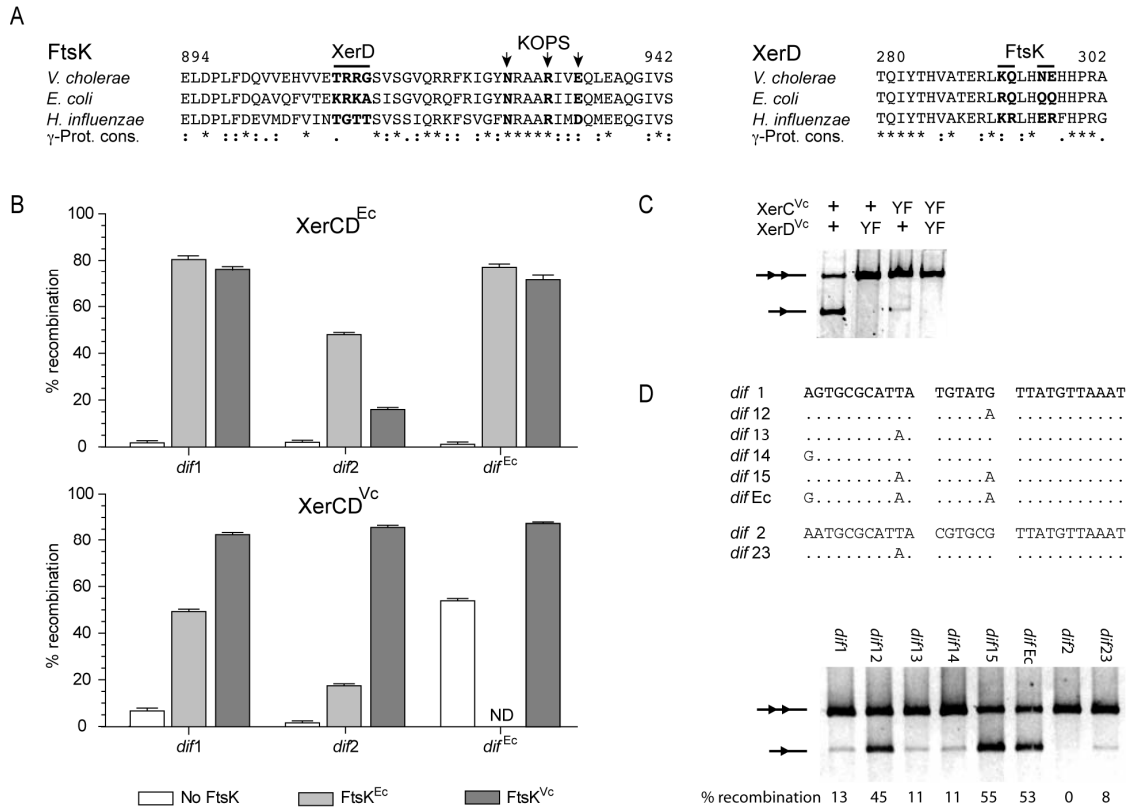 A
FtsK 894 XerD KOPS 942
V. cholerae ELDPLFDQVVEHVVETRRGSVSGVQRRFKIGYNRAARIVEQLEAQGIVS
E. coli ELDPLFDQAVQFVTEKRKASISGVQRQFRIGYNRAARIIEQLEAQGIVS
H. influenzae ELDPLFDEVMDFVINTGTTSVSGVQRKFSVGFNRAARIMDQMEEQGIVS
γ-Prot. cons.
XerD 280 FtsK 302
V. cholerae TQIYTHVATERLKQLHNEHHPRA
E. coli TQIYTHVATERLRQLHQQHHPRA
H. influenzae TQIYTHVAKERLKRLHERFHPRG
γ-Prot. cons.
B
XerCD Ec
% recombination
100
80
60
40
20
0
dif1 dif2 dif Ec
XerCD Vc
% recombination
100
80
60
40
20
0
ND
dif1 dif2 dif Ec
No FtsK FtsK Ec FtsK Vc
C
XerC Vc + + YF YF
XerD Vc + YF + YF
D
dif 1 AGTGCGCATTA TGTATG TTATGTTAAAT
dif 12 ........... .....A ...........
dif 13 .........A. ...... ...........
dif 14 G.......... ...... ...........
dif 15 .........A. .....A ...........
dif Ec G........A. .....A ...........
dif 2 AATGCGCATTA CGTGCG TTATGTTAAAT
dif 23 .........A. ...... ...........
dif1 dif12 dif13 dif14 dif15 dif Ec dif2 dif23
% recombination 13 45 11 11 55 53 0 8